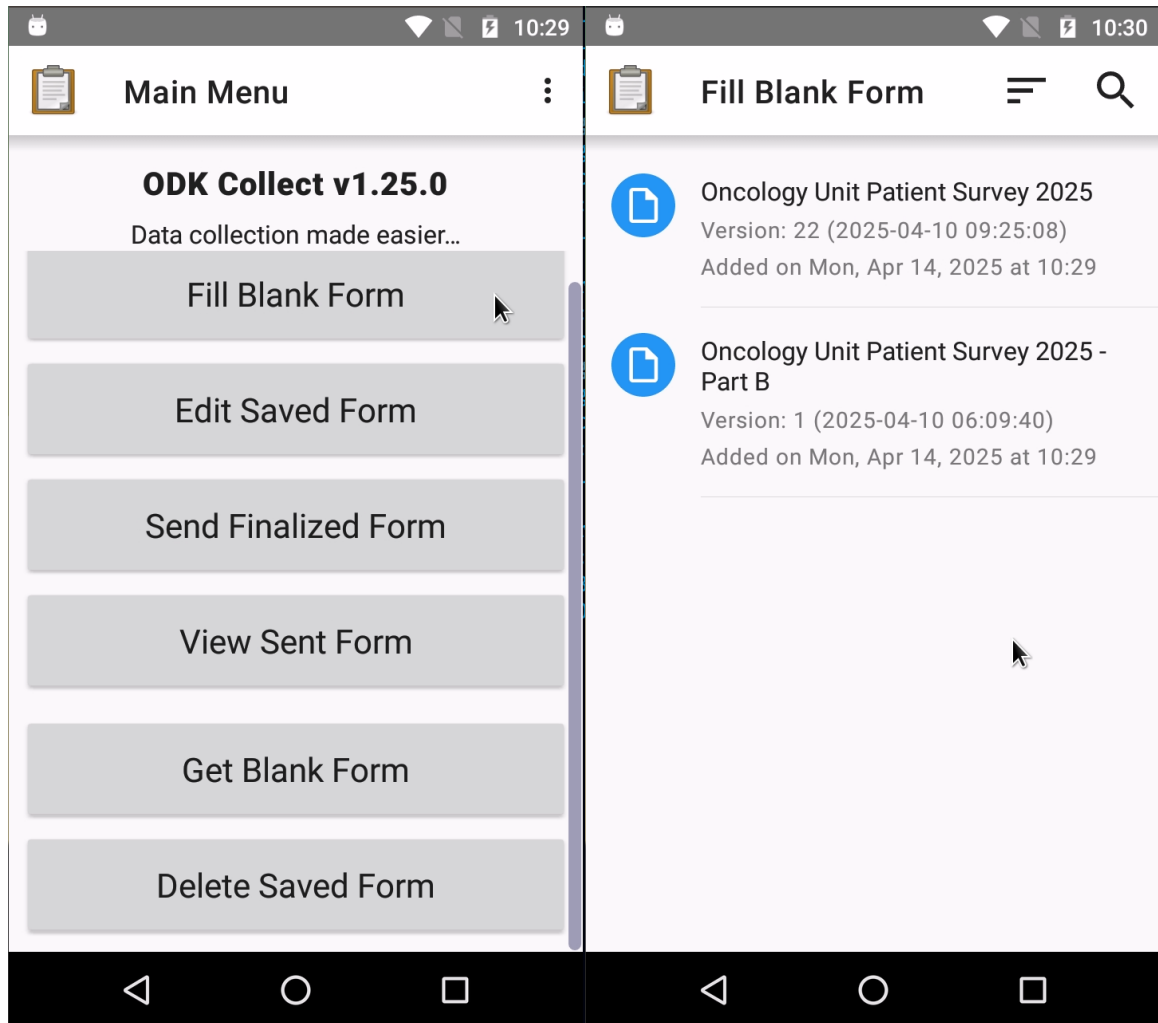 10:29
Main Menu
ODK Collect v1.25.0
Data collection made easier...
Fill Blank Form
Edit Saved Form
Send Finalized Form
View Sent Form
Get Blank Form
Delete Saved Form
10:30
Fill Blank Form
Oncology Unit Patient Survey 2025
Version: 22 (2025-04-10 09:25:08)
Added on Mon, Apr 14, 2025 at 10:29
Oncology Unit Patient Survey 2025 -
Part B
Version: 1 (2025-04-10 06:09:40)
Added on Mon, Apr 14, 2025 at 10:29